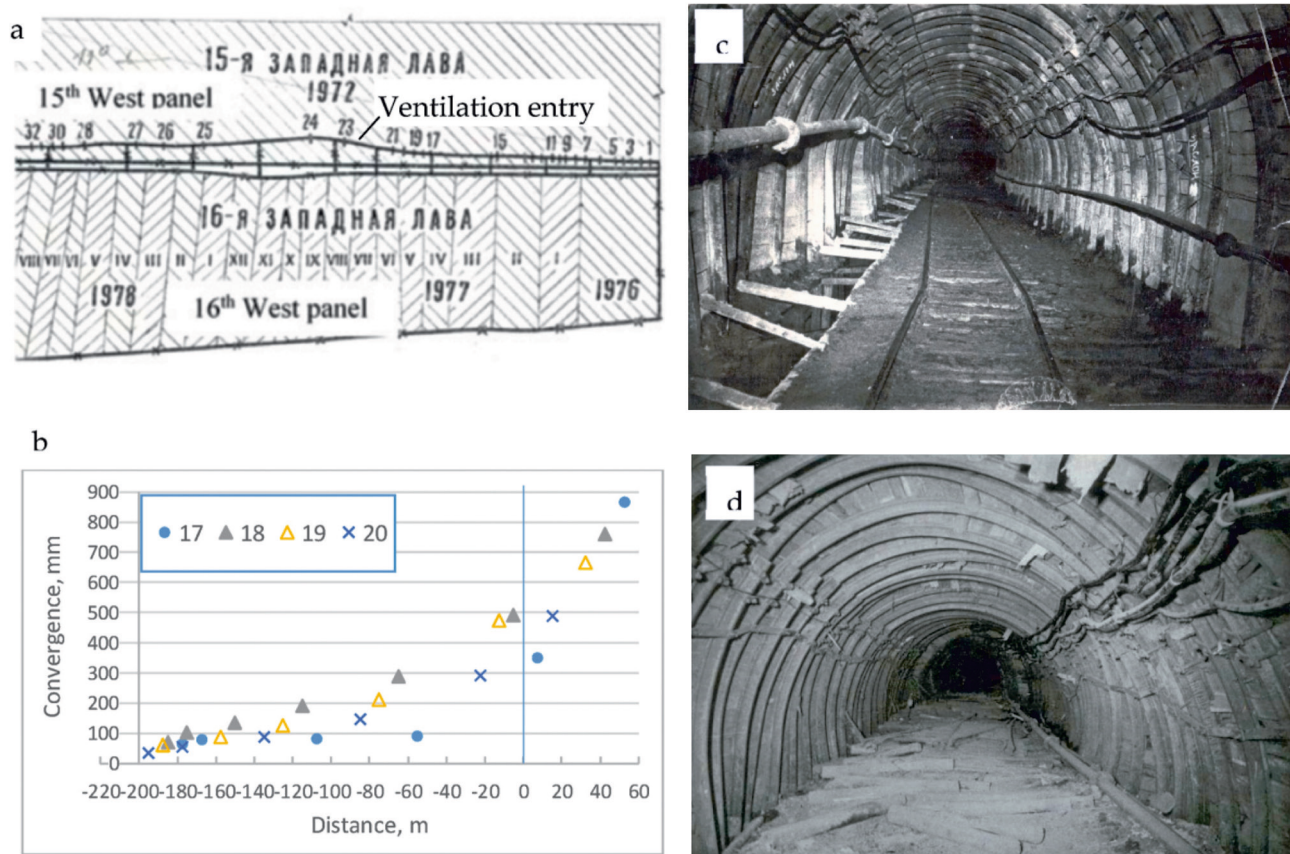 a
15-я ЗАПАДНАЯ ЛАВА
15th West panel
1972
Ventilation entry
32 30 28 27 26 25 24 23 21 19 17 15 11 9 7 5 3 1
16-я ЗАПАДНАЯ ЛАВА
VIII VII VI V IV III II I XII XI X IX VIII VII VI V IV III II I
1978
16th West panel
1977
1976
b
900
800
700
600
500
400
300
200
100
0
17 18 19 20
Convergence, mm
-220 -200 -180 -160 -140 -120 -100 -80 -60 -40 -20 0 20 40 60
Distance, m
c
d